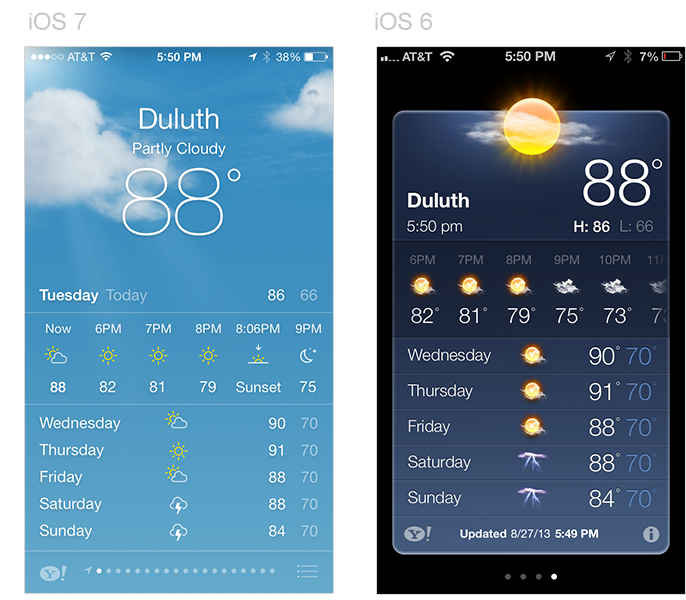 iOS 7
AT&T 5:50 PM 38%
Duluth
Partly Cloudy
88°
Tuesday Today 86 66
Now 6PM 7PM 8PM 8:06PM 9PM
88 82 81 79 Sunset 75
Wednesday 90 70
Thursday 91 70
Friday 88 70
Saturday 88 70
Sunday 84 70
Y!
iOS 6
AT&T 5:50 PM 7%
88°
Duluth
5:50 pm H: 86 L: 66
6PM 7PM 8PM 9PM 10PM 11P
82° 81° 79° 75° 73° 73
Wednesday 90° 70°
Thursday 91° 70°
Friday 88° 70°
Saturday 88° 70°
Sunday 84° 70°
Y! Updated 8/27/13 5:49 PM i